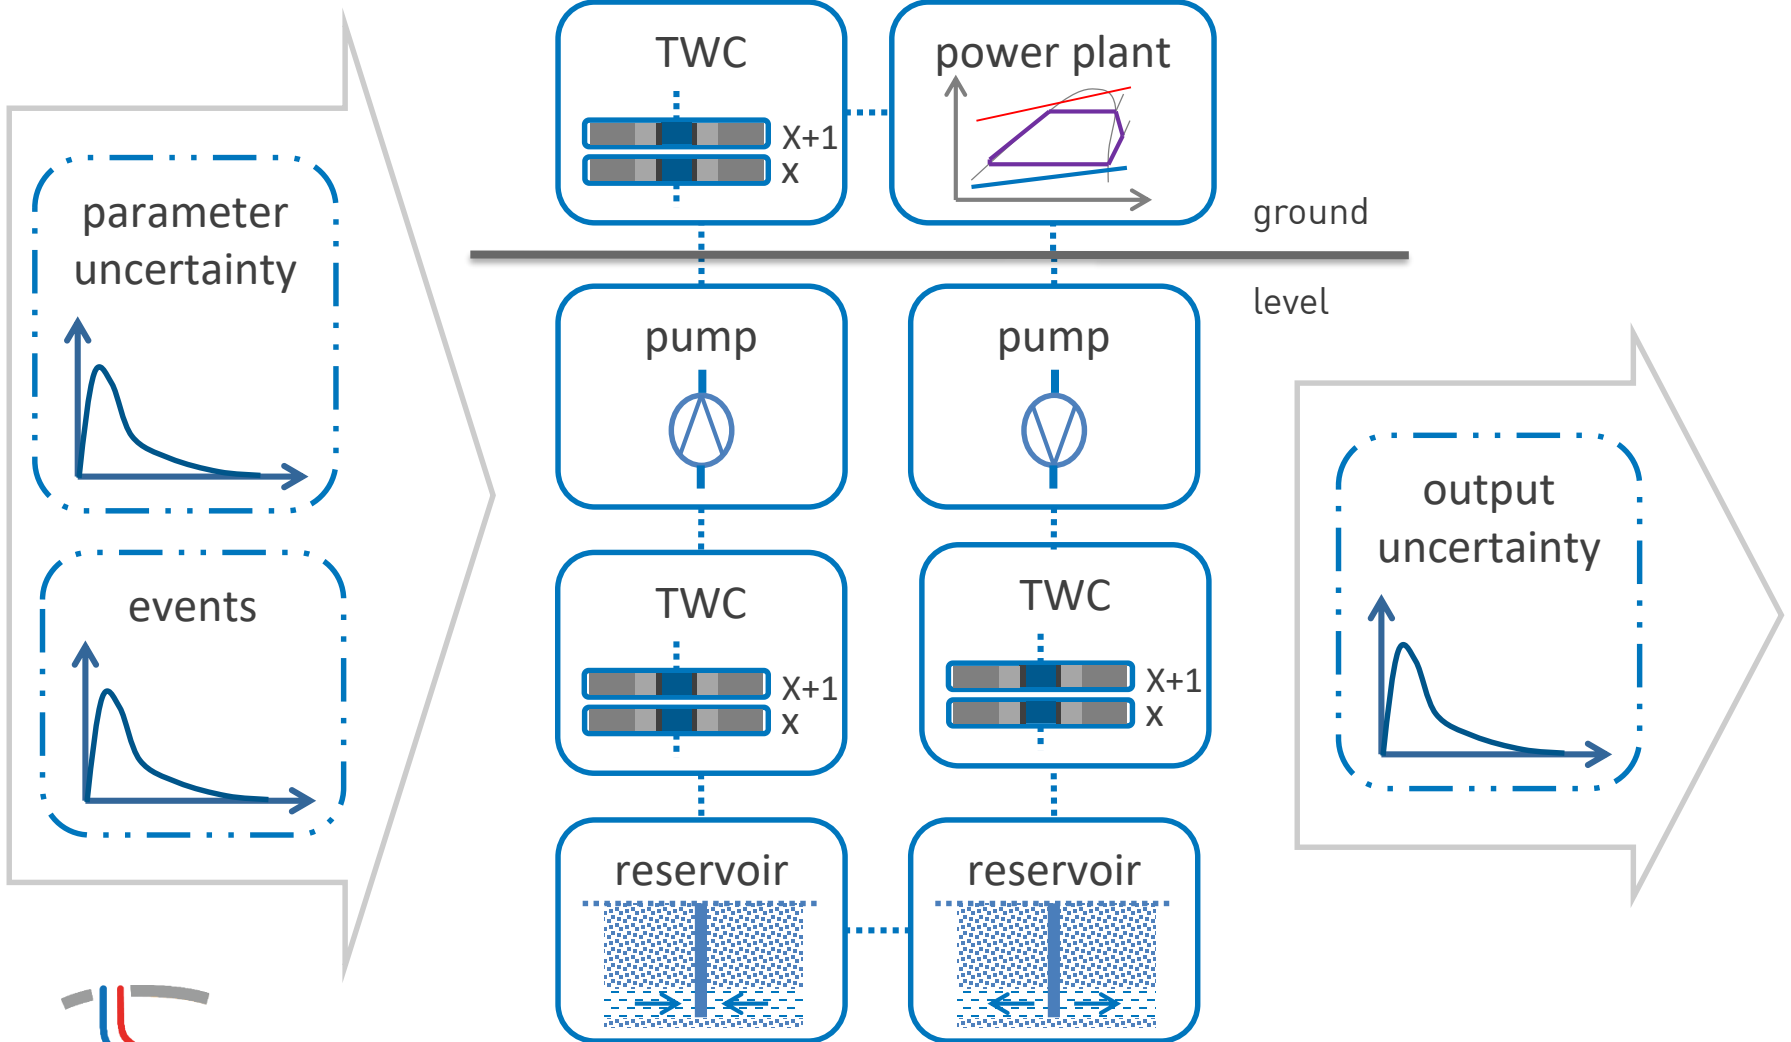 parameter
uncertainty
events
TWC
X+1
x
power plant
ground
level
pump
pump
TWC
X+1
x
TWC
X+1
x
reservoir
reservoir
output
uncertainty